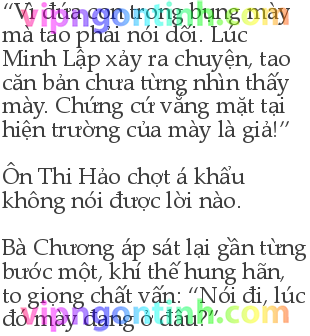 “Vì đứa con trong bụng mày
mà tao phải nói dối. Lúc
Minh Lập xảy ra chuyện, tao
căn bản chưa từng nhìn thấy
mày. Chứng cứ vắng mặt tại
hiện trường của mày là giả!”
Ôn Thi Hảo chợt á khẩu
không nói được lời nào.
Bà Chương áp sát lại gần từng
bước một, khí thế hung hãn,
to giọng chất vấn: “Nói đi, lúc
đó mày đang ở đâu?”
vipngontinh.com
vipngontinh.com